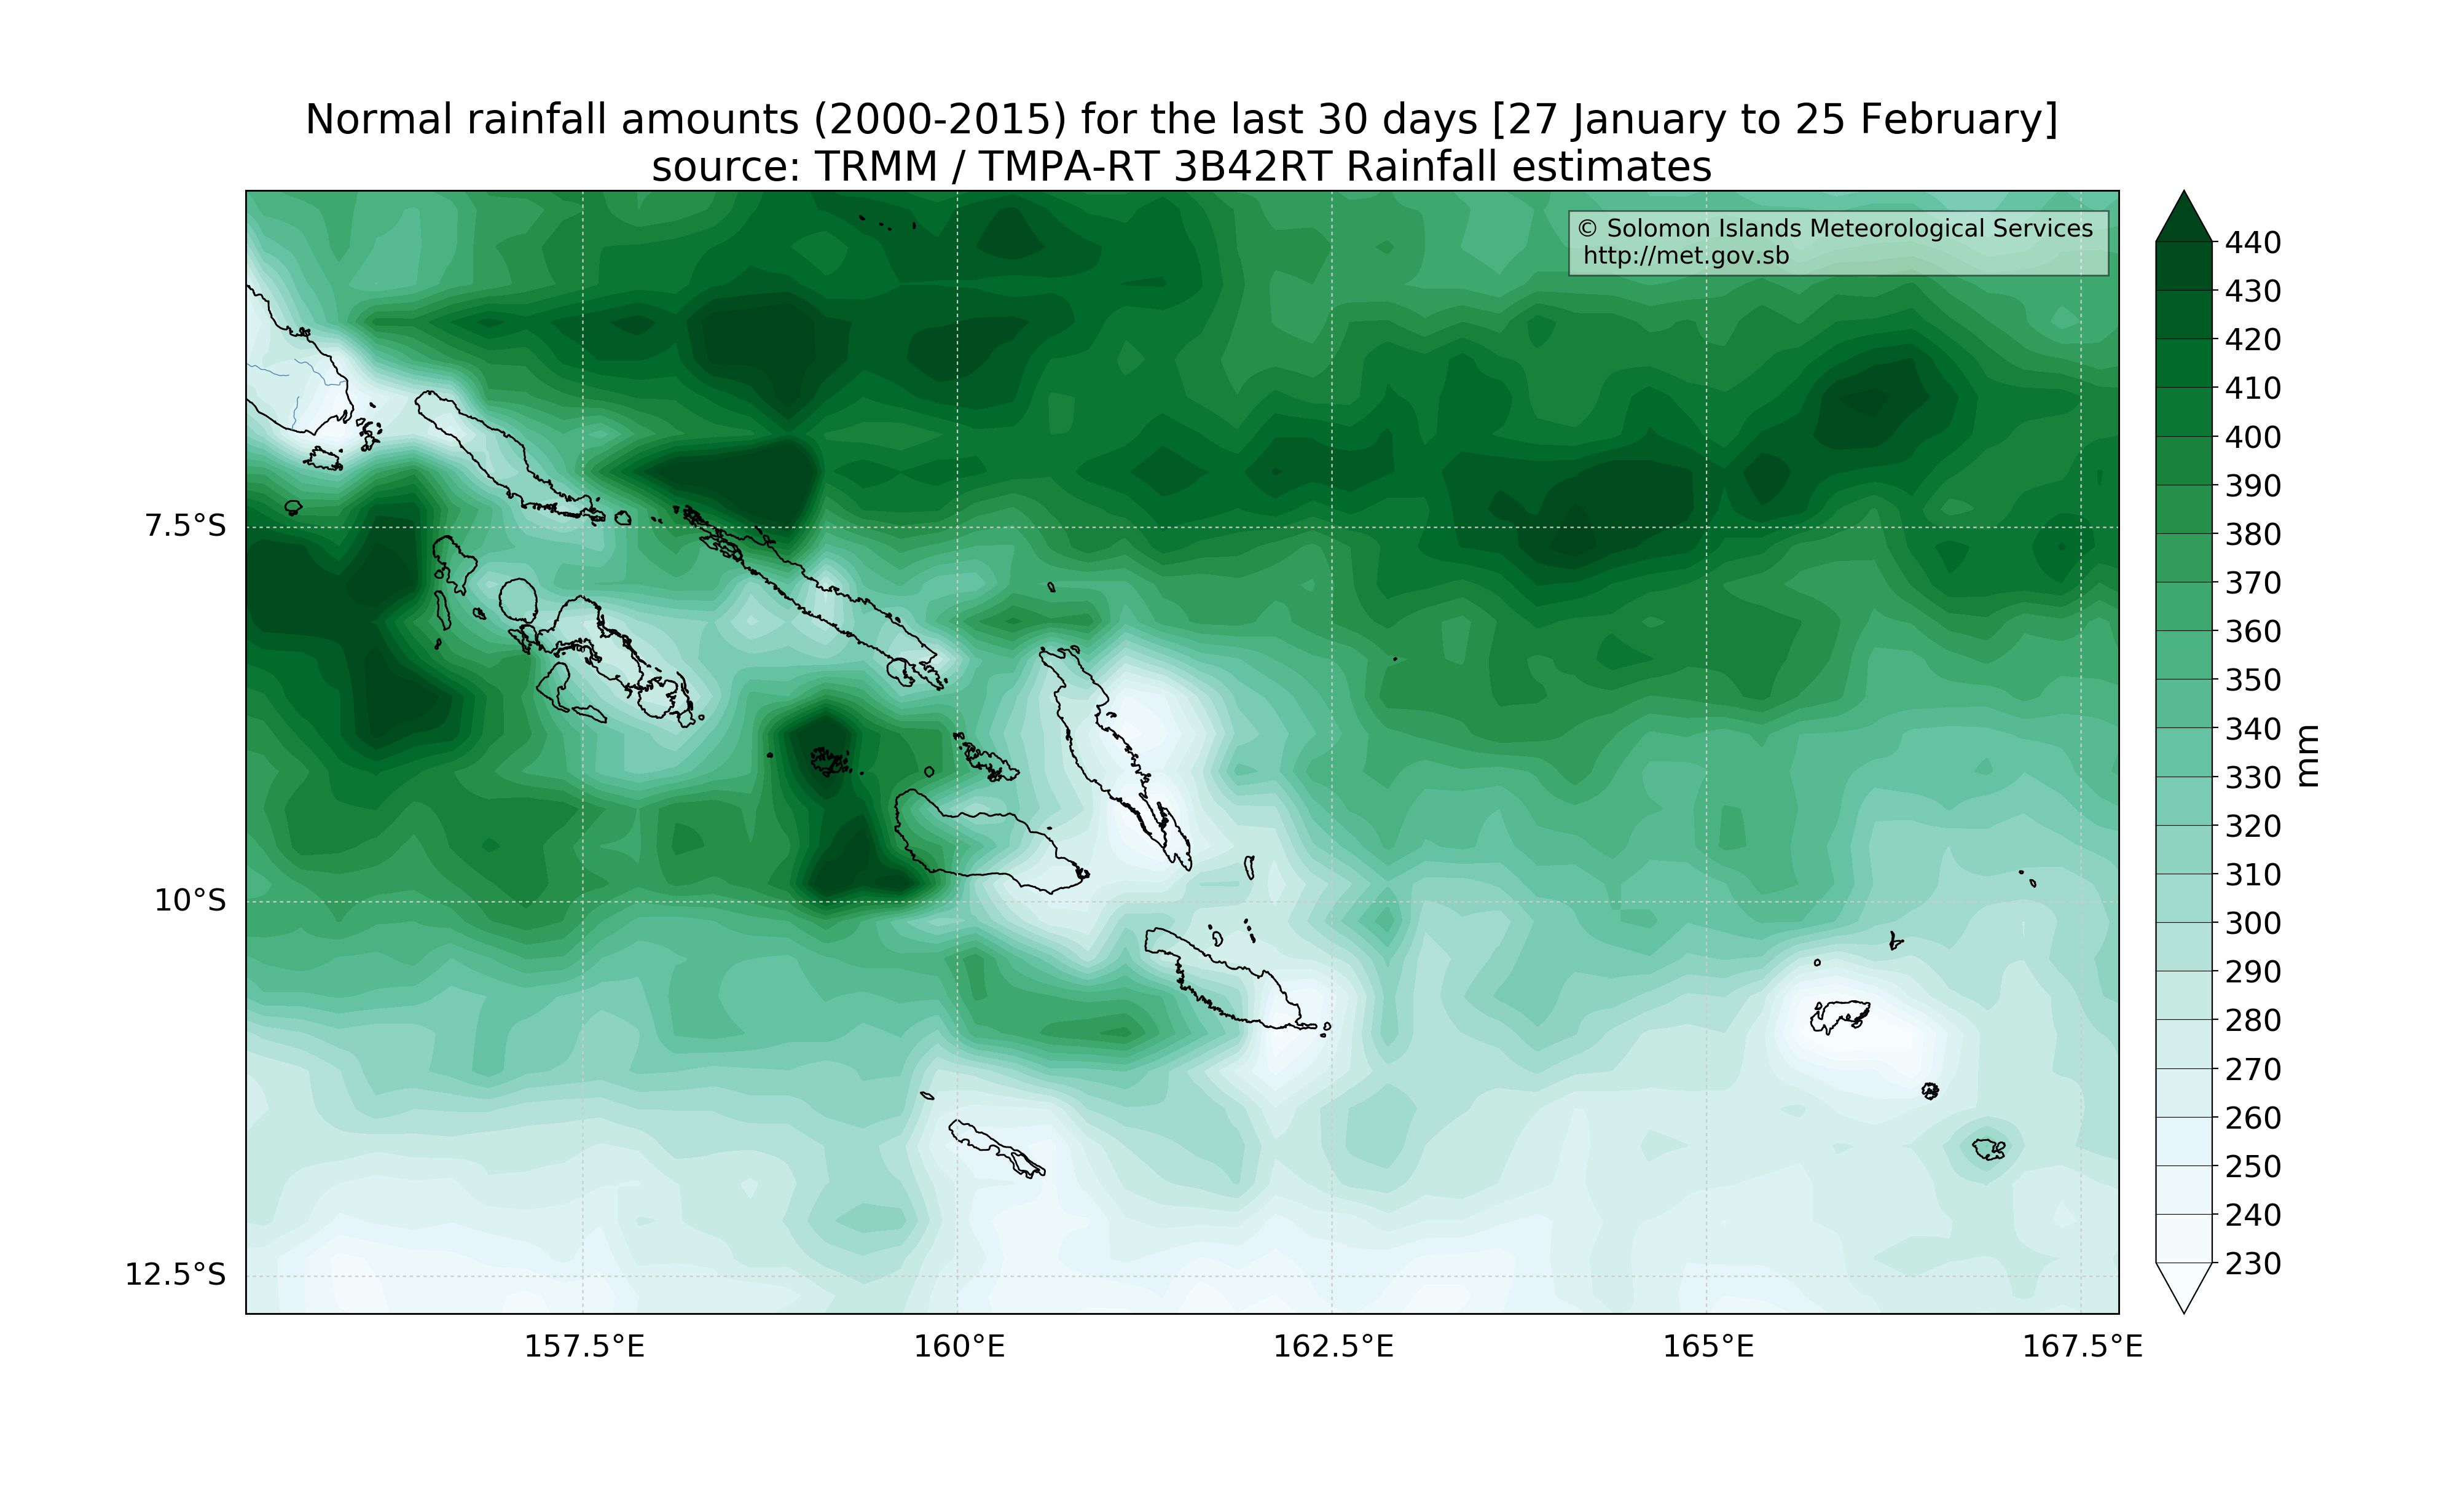 Normal rainfall amounts (2000-2015) for the last 30 days [27 January to 25 February]
source: TRMM / TMPA-RT 3B42RT Rainfall estimates
© Solomon Islands Meteorological Services
http://met.gov.sb
7.5°S
10°S
12.5°S
157.5°E
160°E
162.5°E
165°E
167.5°E
440
430
420
410
400
390
380
370
360
350
340
330
320
310
300
290
280
270
260
250
240
230
mm